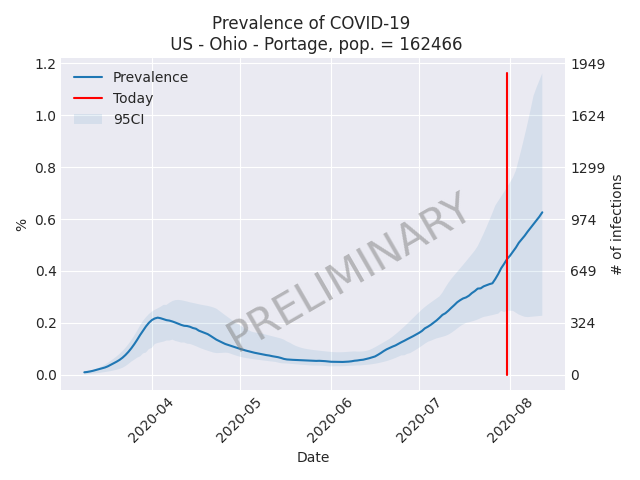 Prevalence of COVID-19
US - Ohio - Portage, pop. = 162466
Prevalence
Today
95CI
PRELIMINARY
%
1.2
1.0
0.8
0.6
0.4
0.2
0.0
1949
1624
1299
974
649
324
0
# of infections
2020-04
2020-05
2020-06
2020-07
2020-08
Date